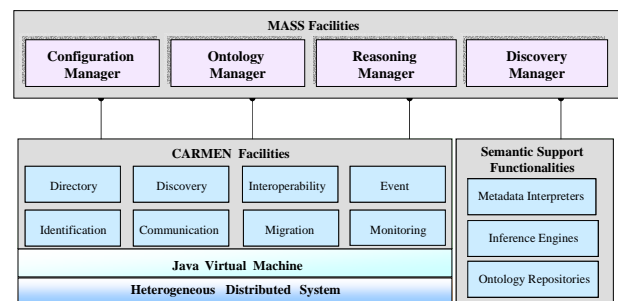 MASS Facilities
Configuration
Manager
Ontology
Manager
Reasoning
Manager
Discovery
Manager
CARMEN Facilities
Directory
Discovery
Interoperability
Event
Identification
Communication
Migration
Monitoring
Java Virtual Machine
Heterogeneous Distributed System
Semantic Support
Functionalities
Metadata Interpreters
Inference Engines
Ontology Repositories